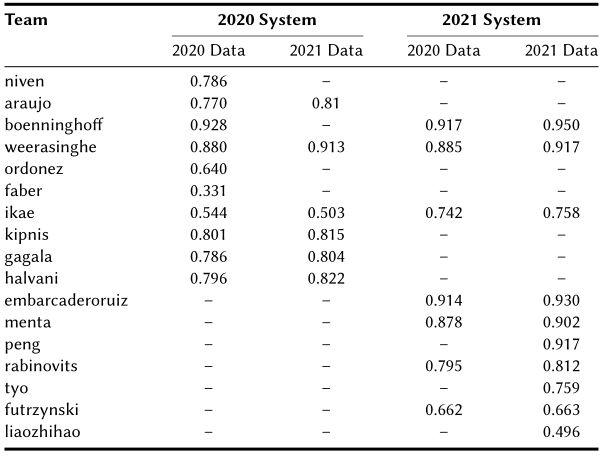 Team 2020 System 2021 System
2020 Data 2021 Data 2020 Data 2021 Data
niven 0.786 – – –
araujo 0.770 0.81 – –
boenninghoff 0.928 – 0.917 0.950
weerasinghe 0.880 0.913 0.885 0.917
ordonez 0.640 – – –
faber 0.331 – – –
ikae 0.544 0.503 0.742 0.758
kipnis 0.801 0.815 – –
gagala 0.786 0.804 – –
halvani 0.796 0.822 – –
embarcaderoruiz – – 0.914 0.930
menta – – 0.878 0.902
peng – – – 0.917
rabinovits – – 0.795 0.812
tyo – – – 0.759
futrzynski – – 0.662 0.663
liaozhihao – – – 0.496